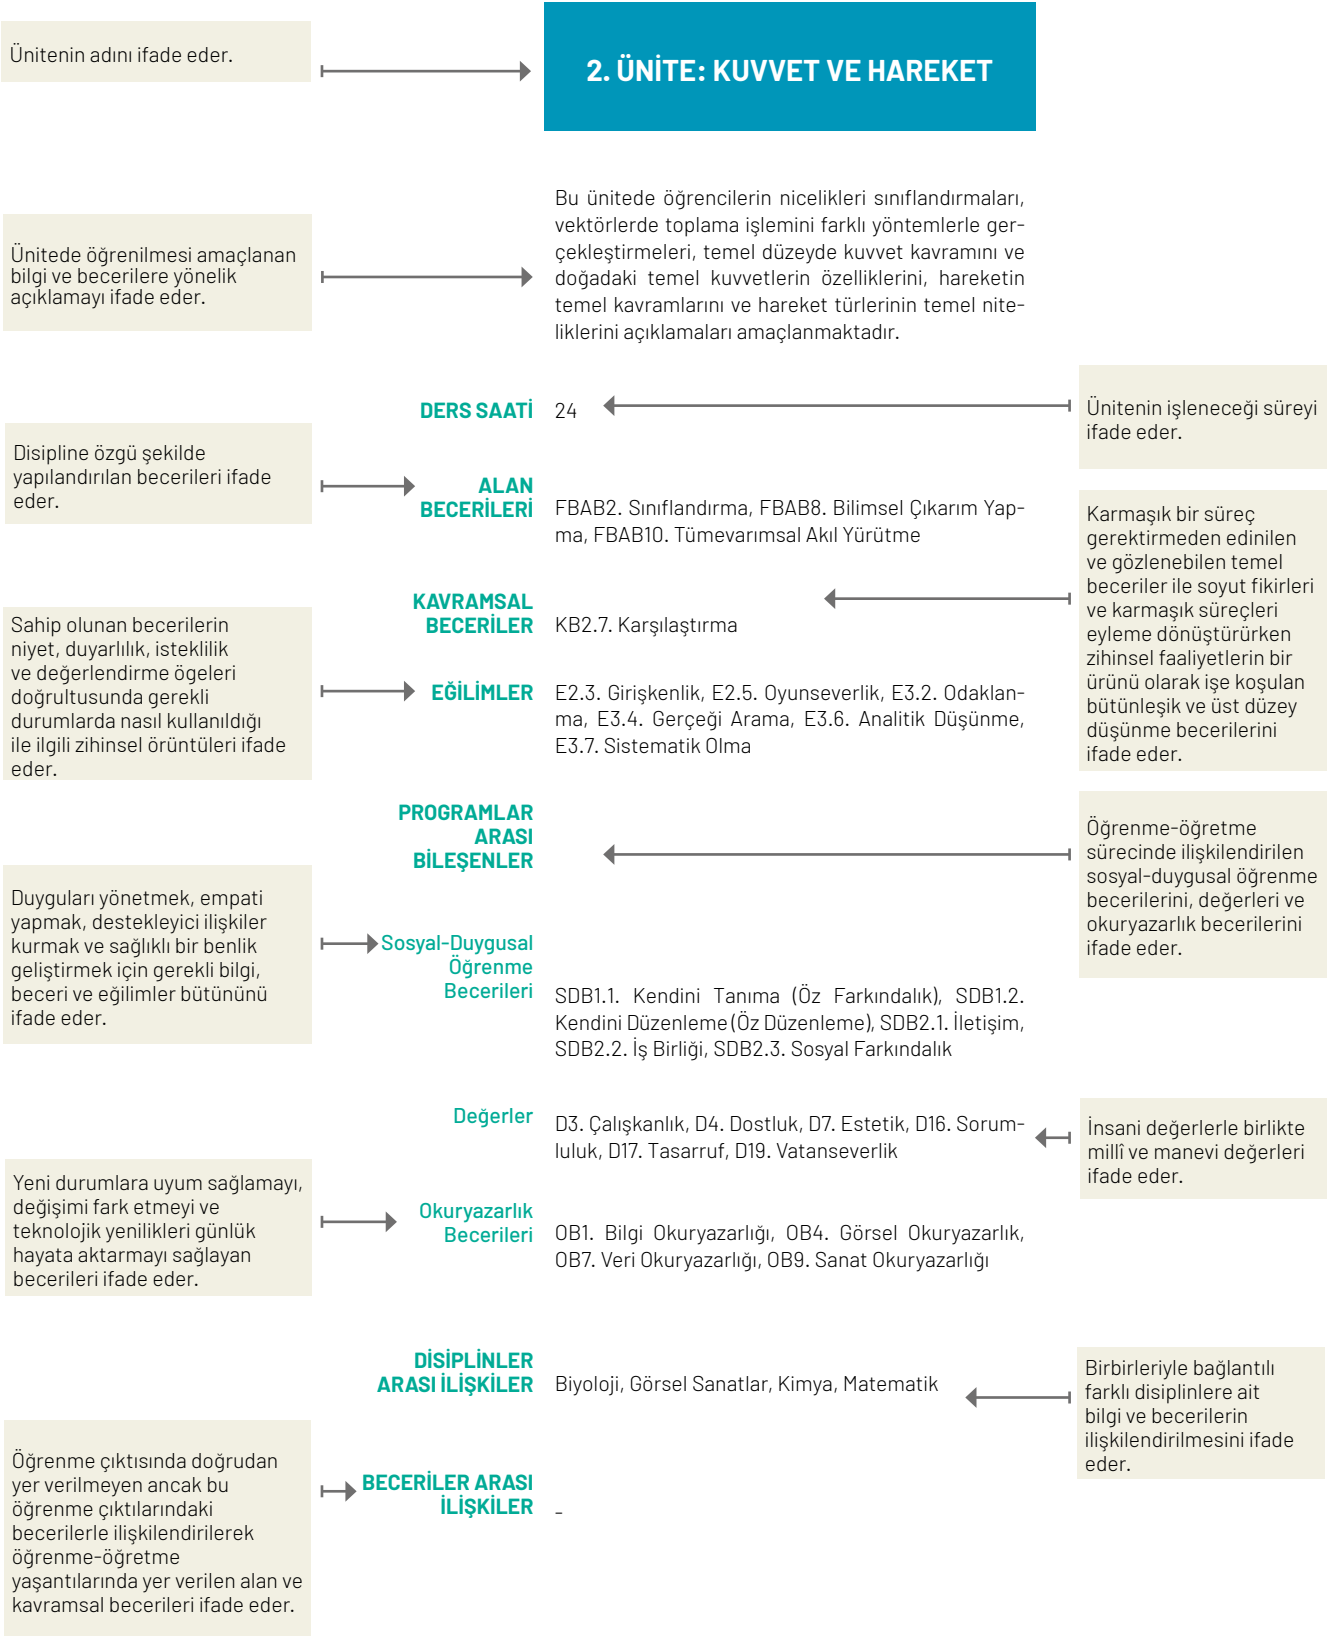 Ünitenin adını ifade eder.
2. ÜNİTE: KUVVET VE HAREKET
Ünitede öğrenilmesi amaçlanan
bilgi ve becerilere yönelik
açıklamayı ifade eder.
Bu ünitede öğrencilerin nicelikleri sınıflandırmaları,
vektörlerde toplama işlemini farklı yöntemlerle ger-
çekleştirmeleri, temel düzeyde kuvvet kavramını ve
doğadaki temel kuvvetlerin özelliklerini, hareketin
temel kavramlarını ve hareket türlerinin temel nite-
liklerini açıklamaları amaçlanmaktadır.
DERS SAATİ
24
Ünitenin işleneceği süreyi
ifade eder.
Disipline özgü şekilde
yapılandırılan becerileri ifade
eder.
ALAN
BECERİLERİ
FBAB2. Sınıflandırma, FBAB8. Bilimsel Çıkarım Yap-
ma, FBAB10. Tümevarımsal Akıl Yürütme
Karmaşık bir süreç
gerektirmeden edinilen
ve gözlenebilen temel
beceriler ile soyut fikirleri
ve karmaşık süreçleri
eyleme dönüştürürken
zihinsel faaliyetlerin bir
ürünü olarak işe koşulan
bütünleşik ve üst düzey
düşünme becerilerini
ifade eder.
KAVRAMSAL
BECERİLER
KB2.7. Karşılaştırma
Sahip olunan becerilerin
niyet, duyarlılık, isteklilik
ve değerlendirme ögeleri
doğrultusunda gerekli
durumlarda nasıl kullanıldığı
ile ilgili zihinsel örüntüleri ifade
eder.
EĞİLİMLER
E2.3. Girişkenlik, E2.5. Oyunseverlik, E3.2. Odaklan-
ma, E3.4. Gerçeği Arama, E3.6. Analitik Düşünme,
E3.7. Sistematik Olma
PROGRAMLAR
ARASI
BİLEŞENLER
Öğrenme-öğretme
sürecinde ilişkilendirilen
sosyal-duygusal öğrenme
becerilerini, değerleri ve
okuryazarlık becerilerini
ifade eder.
Duyguları yönetmek, empati
yapmak, destekleyici ilişkiler
kurmak ve sağlıklı bir benlik
geliştirmek için gerekli bilgi,
beceri ve eğilimler bütününü
ifade eder.
Sosyal-Duygusal
Öğrenme
Becerileri
SDB1.1. Kendini Tanıma (Öz Farkındalık), SDB1.2.
Kendini Düzenleme (Öz Düzenleme), SDB2.1. İletişim,
SDB2.2. İş Birliği, SDB2.3. Sosyal Farkındalık
Değerler
D3. Çalışkanlık, D4. Dostluk, D7. Estetik, D16. Sorum-
luluk, D17. Tasarruf, D19. Vatanseverlik
İnsani değerlerle birlikte
millî ve manevi değerleri
ifade eder.
Yeni durumlara uyum sağlamayı,
değişimi fark etmeyi ve
teknolojik yenilikleri günlük
hayata aktarmayı sağlayan
becerileri ifade eder.
Okuryazarlık
Becerileri
OB1. Bilgi Okuryazarlığı, OB4. Görsel Okuryazarlık,
OB7. Veri Okuryazarlığı, OB9. Sanat Okuryazarlığı
DİSİPLİNLER
ARASI İLİŞKİLER
Biyoloji, Görsel Sanatlar, Kimya, Matematik
Birbirleriyle bağlantılı
farklı disiplinlere ait
bilgi ve becerilerin
ilişkilendirilmesini ifade
eder.
Öğrenme çıktısında doğrudan
yer verilmeyen ancak bu
öğrenme çıktılarındaki
becerilerle ilişkilendirilerek
öğrenme-öğretme
yaşantılarında yer verilen alan ve
kavramsal becerileri ifade eder.
BECERİLER ARASI
İLİŞKİLER
-